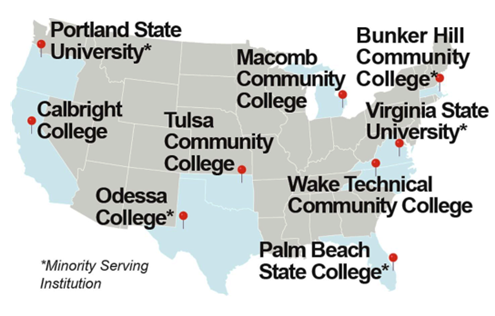 Portland State
University*
Bunker Hill
Community
College*
Macomb
Community
College
Calbright
College
Tulsa
Community
College
Virginia State
University*
Odessa
College*
Wake Technical
Community College
Palm Beach
State College*
*Minority Serving
Institution